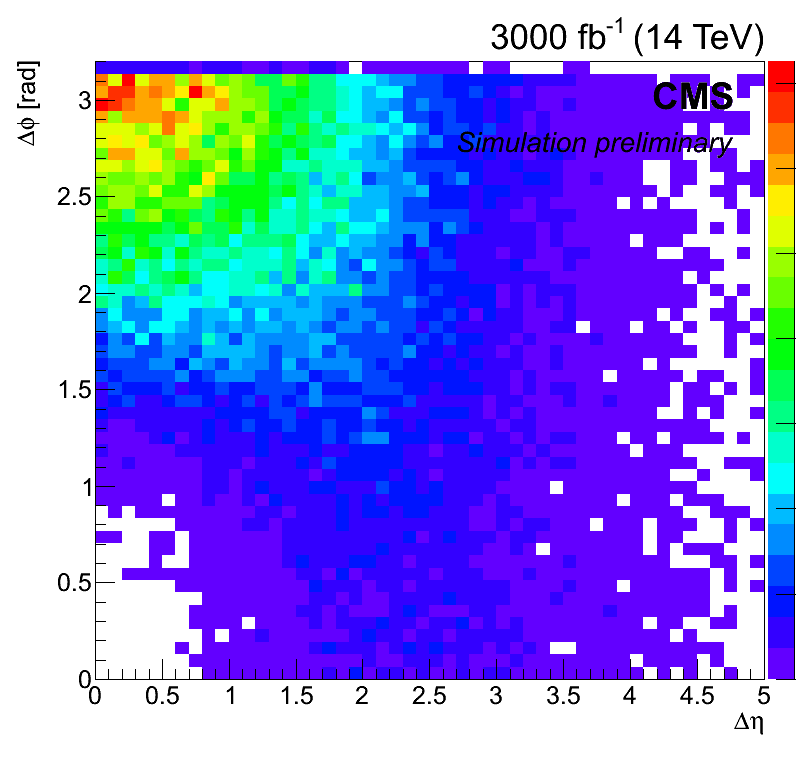 3000 fb⁻¹ (14 TeV)
CMS
Simulation preliminary
Δϕ [rad]
3
2.5
2
1.5
1
0.5
0
0 0.5 1 1.5 2 2.5 3 3.5 4 4.5 5
Δη